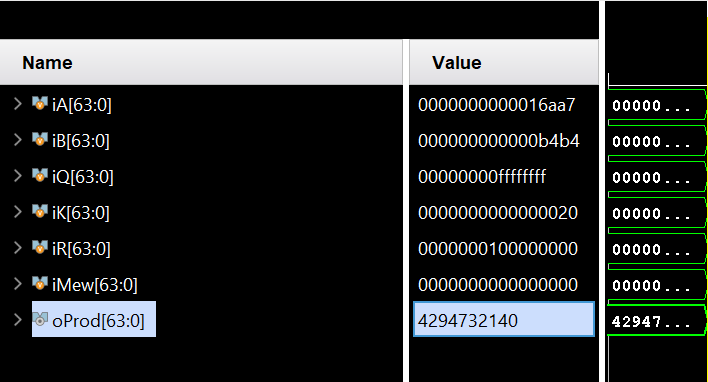 Name Value
iA[63:0] 0000000000016aa7 00000...
iB[63:0] 000000000000b4b4 00000...
iQ[63:0] 00000000ffffffff 00000...
iK[63:0] 0000000000000020 00000...
iR[63:0] 0000000100000000 00000...
iMew[63:0] 0000000000000000 00000...
oProd[63:0] 4294732140 42947...